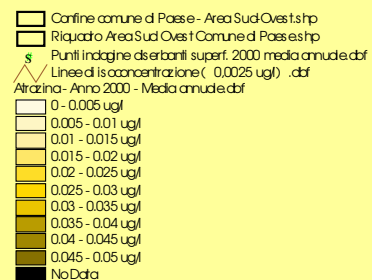 Confine comune di Paese - Area Sud-Ovest.shp
Riquadro Area Sud Ovest Comune di Paese.shp
S Punti indagine diserbanti superf. 2000 media annuale.dbf
Linee di isoconcentrazione ( 0,0025 ug/l) .dbf
Atrazina - Anno 2000 - Media annuale.dbf
0 - 0.005 ug/l
0.005 - 0.01 ug/l
0.01 - 0.015 ug/l
0.015 - 0.02 ug/l
0.02 - 0.025 ug/l
0.025 - 0.03 ug/l
0.03 - 0.035 ug/l
0.035 - 0.04 ug/l
0.04 - 0.045 ug/l
0.045 - 0.05 ug/l
No Data